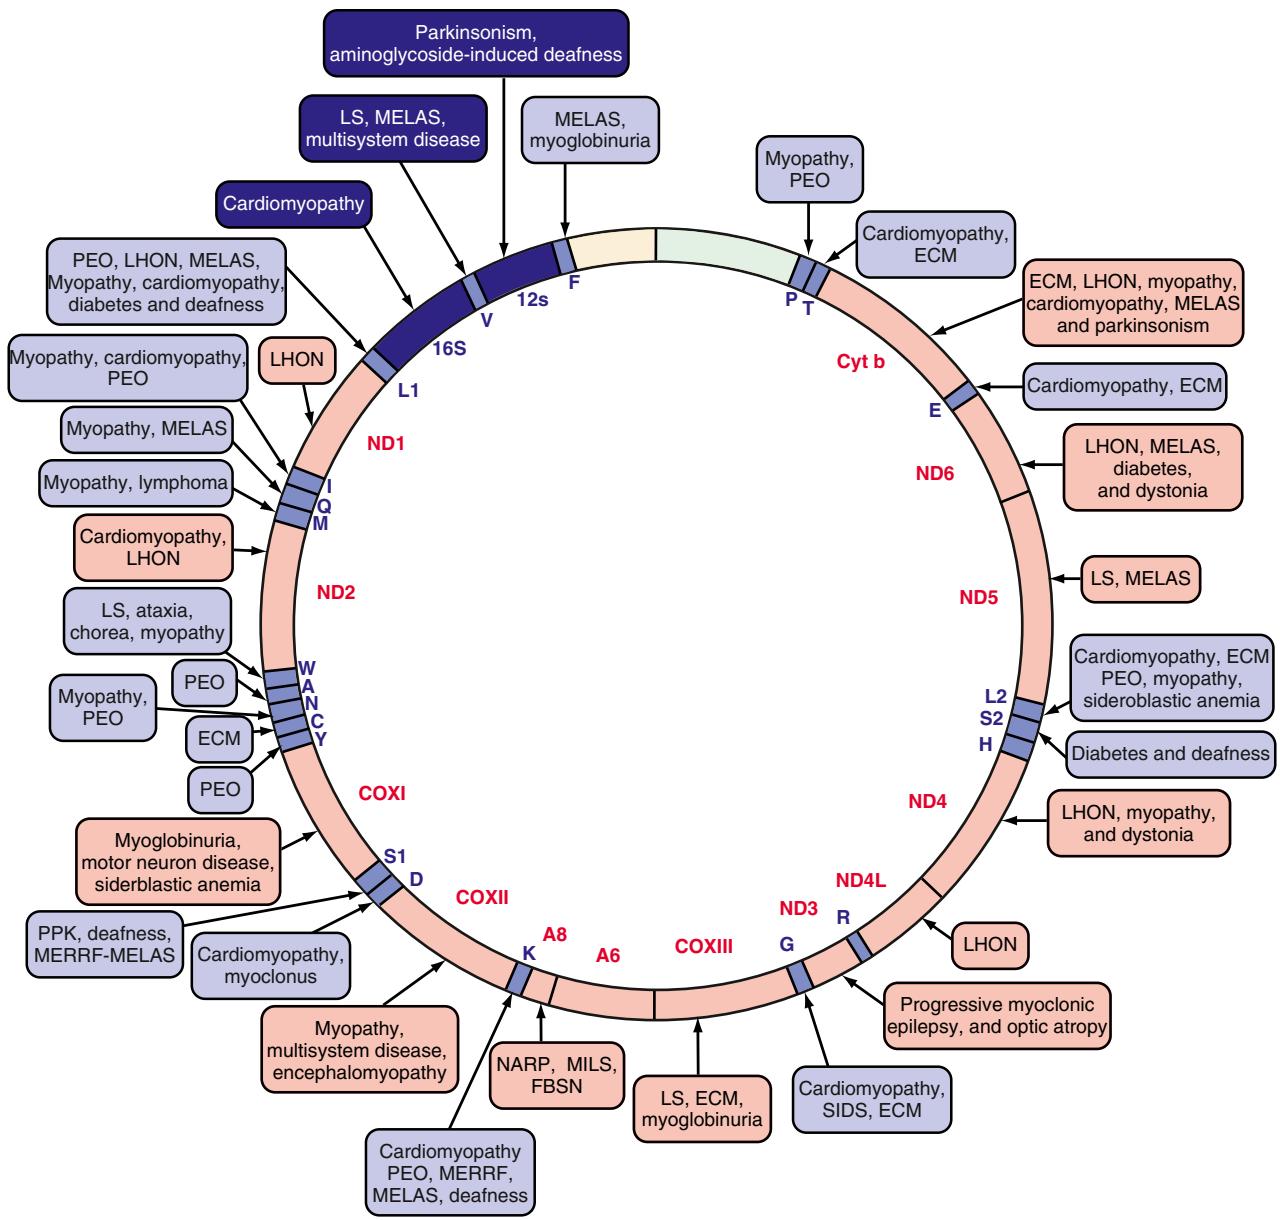 Parkinsonism,
aminoglycoside-induced deafness
LS, MELAS,
multisystem disease
MELAS,
myoglobinuria
Cardiomyopathy
Myopathy,
PEO
Cardiomyopathy,
ECM
PEO, LHON, MELAS,
Myopathy, cardiomyopathy,
diabetes and deafness
ECM, LHON, myopathy,
cardiomyopathy, MELAS
and parkinsonism
Myopathy, cardiomyopathy,
PEO
LHON
Cardiomyopathy, ECM
Myopathy, MELAS
LHON, MELAS,
diabetes,
and dystonia
Myopathy, lymphoma
Cardiomyopathy,
LHON
LS, MELAS
LS, ataxia,
chorea, myopathy
PEO
Myopathy,
PEO
ECM
PEO
Cardiomyopathy, ECM
PEO, myopathy,
sideroblastic anemia
Diabetes and deafness
LHON, myopathy,
and dystonia
Myoglobinuria,
motor neuron disease,
siderblastic anemia
PPK, deafness,
MERRF-MELAS
Cardiomyopathy,
myoclonus
LHON
Progressive myoclonic
epilepsy, and optic atropy
Myopathy,
multisystem disease,
encephalomyopathy
NARP, MILS,
FBSN
LS, ECM,
myoglobinuria
Cardiomyopathy,
SIDS, ECM
Cardiomyopathy
PEO, MERRF,
MELAS, deafness
F
12s
V
16S
L1
ND1
I
Q
M
ND2
W
A
N
C
Y
COXI
S1
D
COXII
K
A8
A6
COXIII
G
ND3
R
ND4L
ND4
H
S2
L2
ND5
ND6
E
Cyt b
T
P